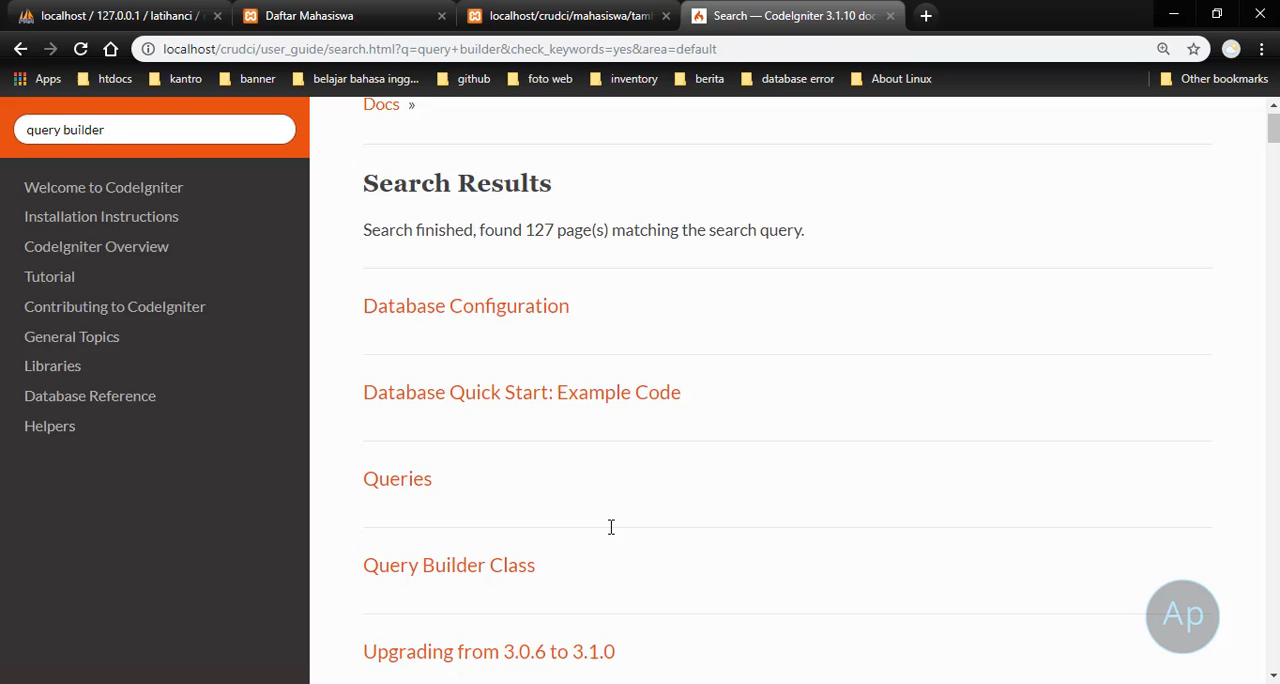 localhost / 127.0.0.1 / latihanci /
Daftar Mahasiswa
localhost/crudci/mahasiswa/tam
Search — CodeIgniter 3.1.10 doc
localhost/crudci/user_guide/search.html?q=query+builder&check_keywords=yes&area=default
Apps
htdocs
kantro
banner
belajar bahasa ingg...
github
foto web
inventory
berita
database error
About Linux
Other bookmarks
query builder
Welcome to CodeIgniter
Installation Instructions
CodeIgniter Overview
Tutorial
Contributing to CodeIgniter
General Topics
Libraries
Database Reference
Helpers
Docs »
Search Results
Search finished, found 127 page(s) matching the search query.
Database Configuration
Database Quick Start: Example Code
Queries
Query Builder Class
Upgrading from 3.0.6 to 3.1.0
Ap